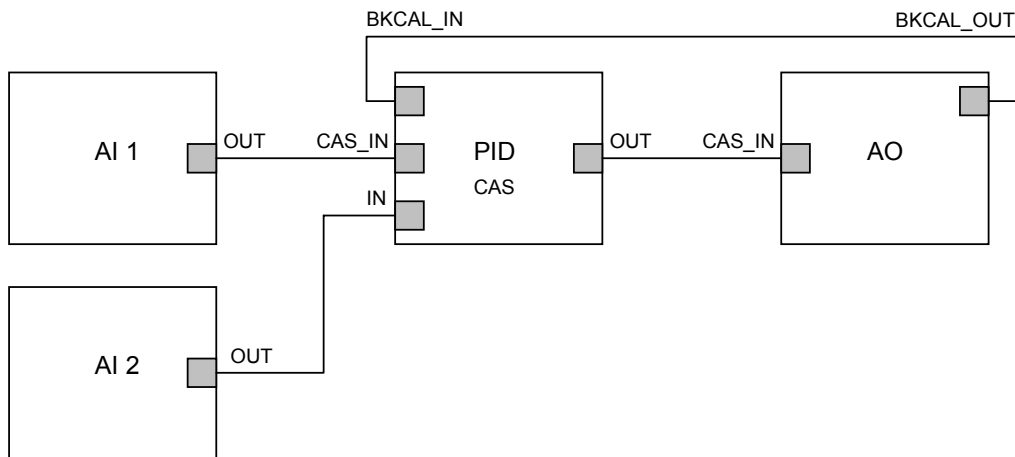 BKCAL_IN
BKCAL_OUT
AI 1
OUT
CAS_IN
PID
CAS
IN
OUT
CAS_IN
AO
AI 2
OUT